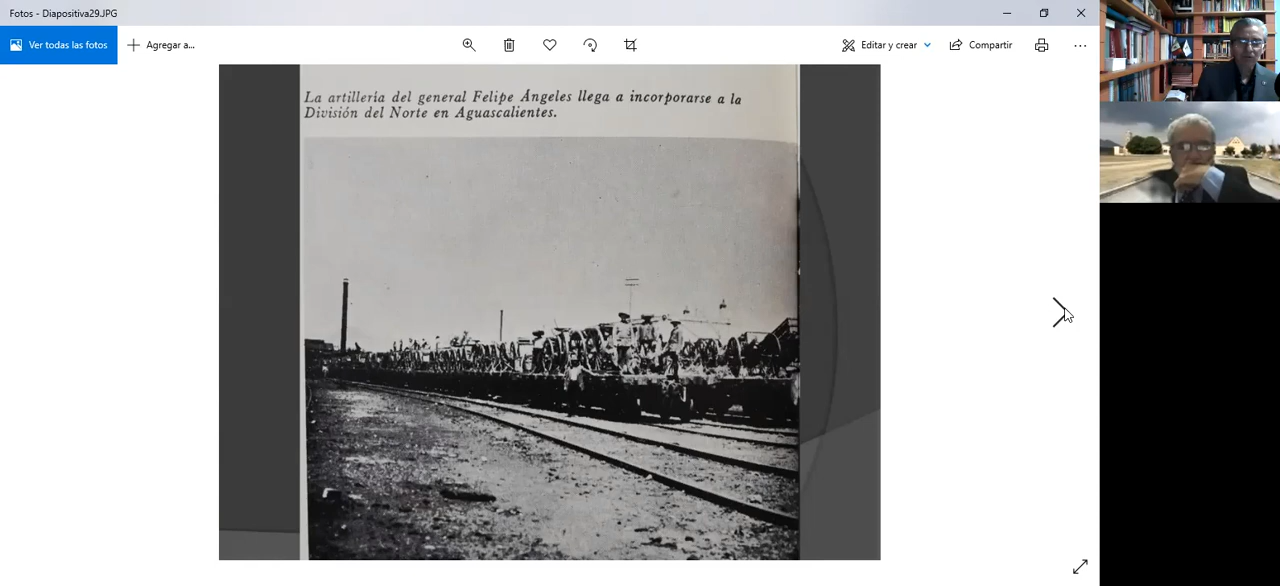 Fotos - Diapositiva29.JPG
Ver todas las fotos
Agregar a...
Editar y crear
Compartir
La artillería del general Felipe Ángeles llega a incorporarse a la
División del Norte en Aguascalientes.